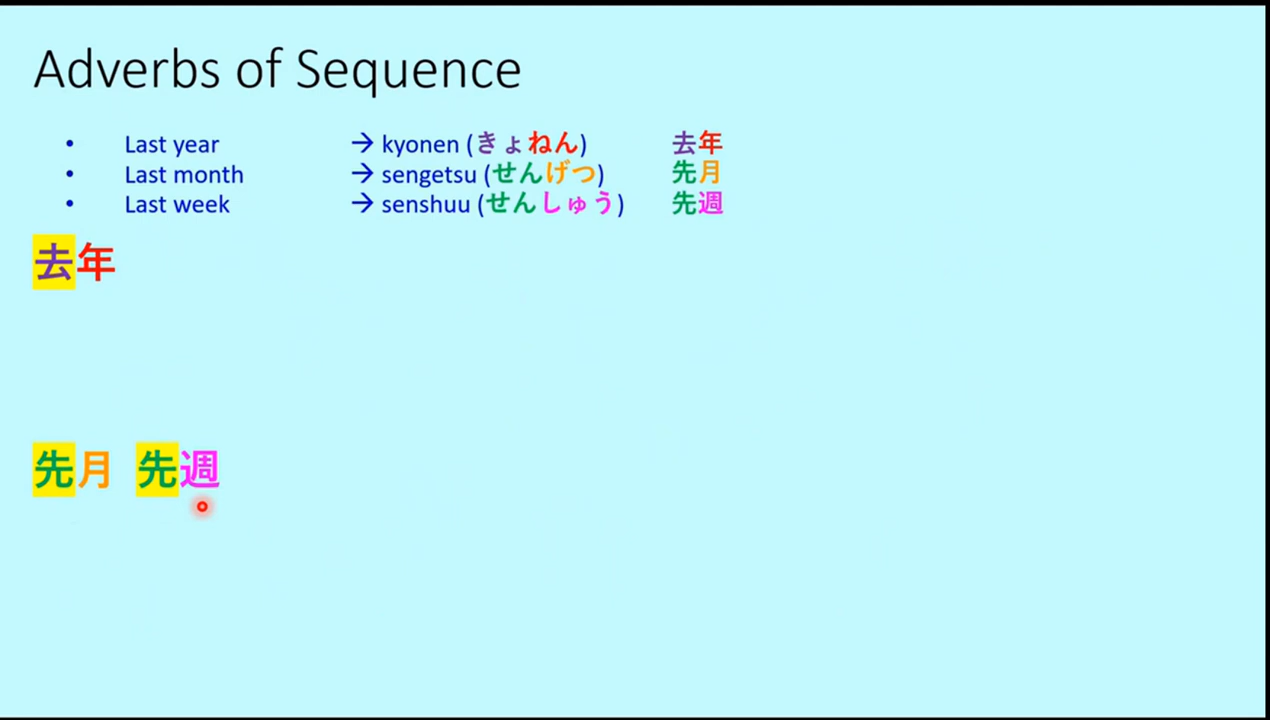 Adverbs of Sequence
• Last year → kyonen (きょねん) 去年
• Last month → sengetsu (せんげつ) 先月
• Last week → senshuu (せんしゅう) 先週
去年
先月 先週